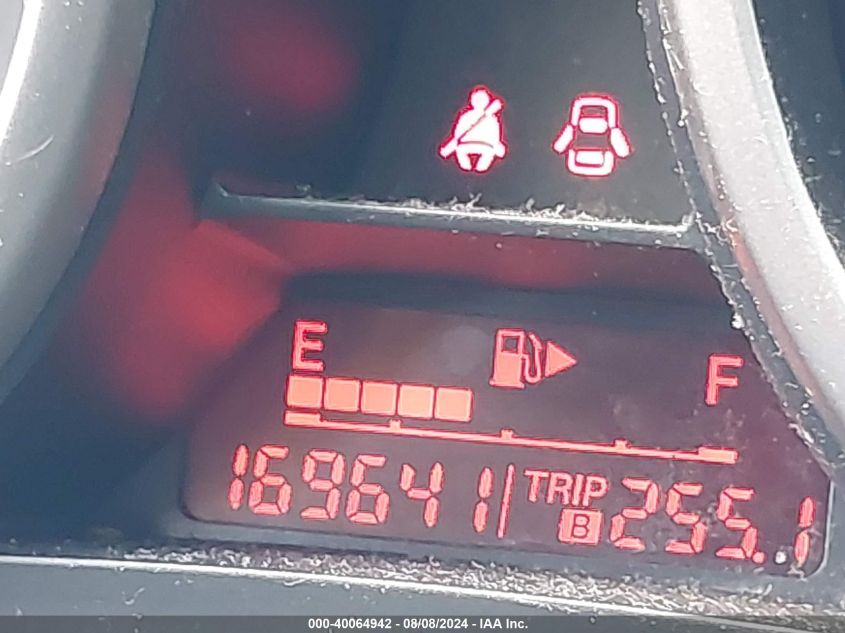 E F
169641 TRIP B 255.1
000-40064942 - 08/08/2024 - IAA Inc.